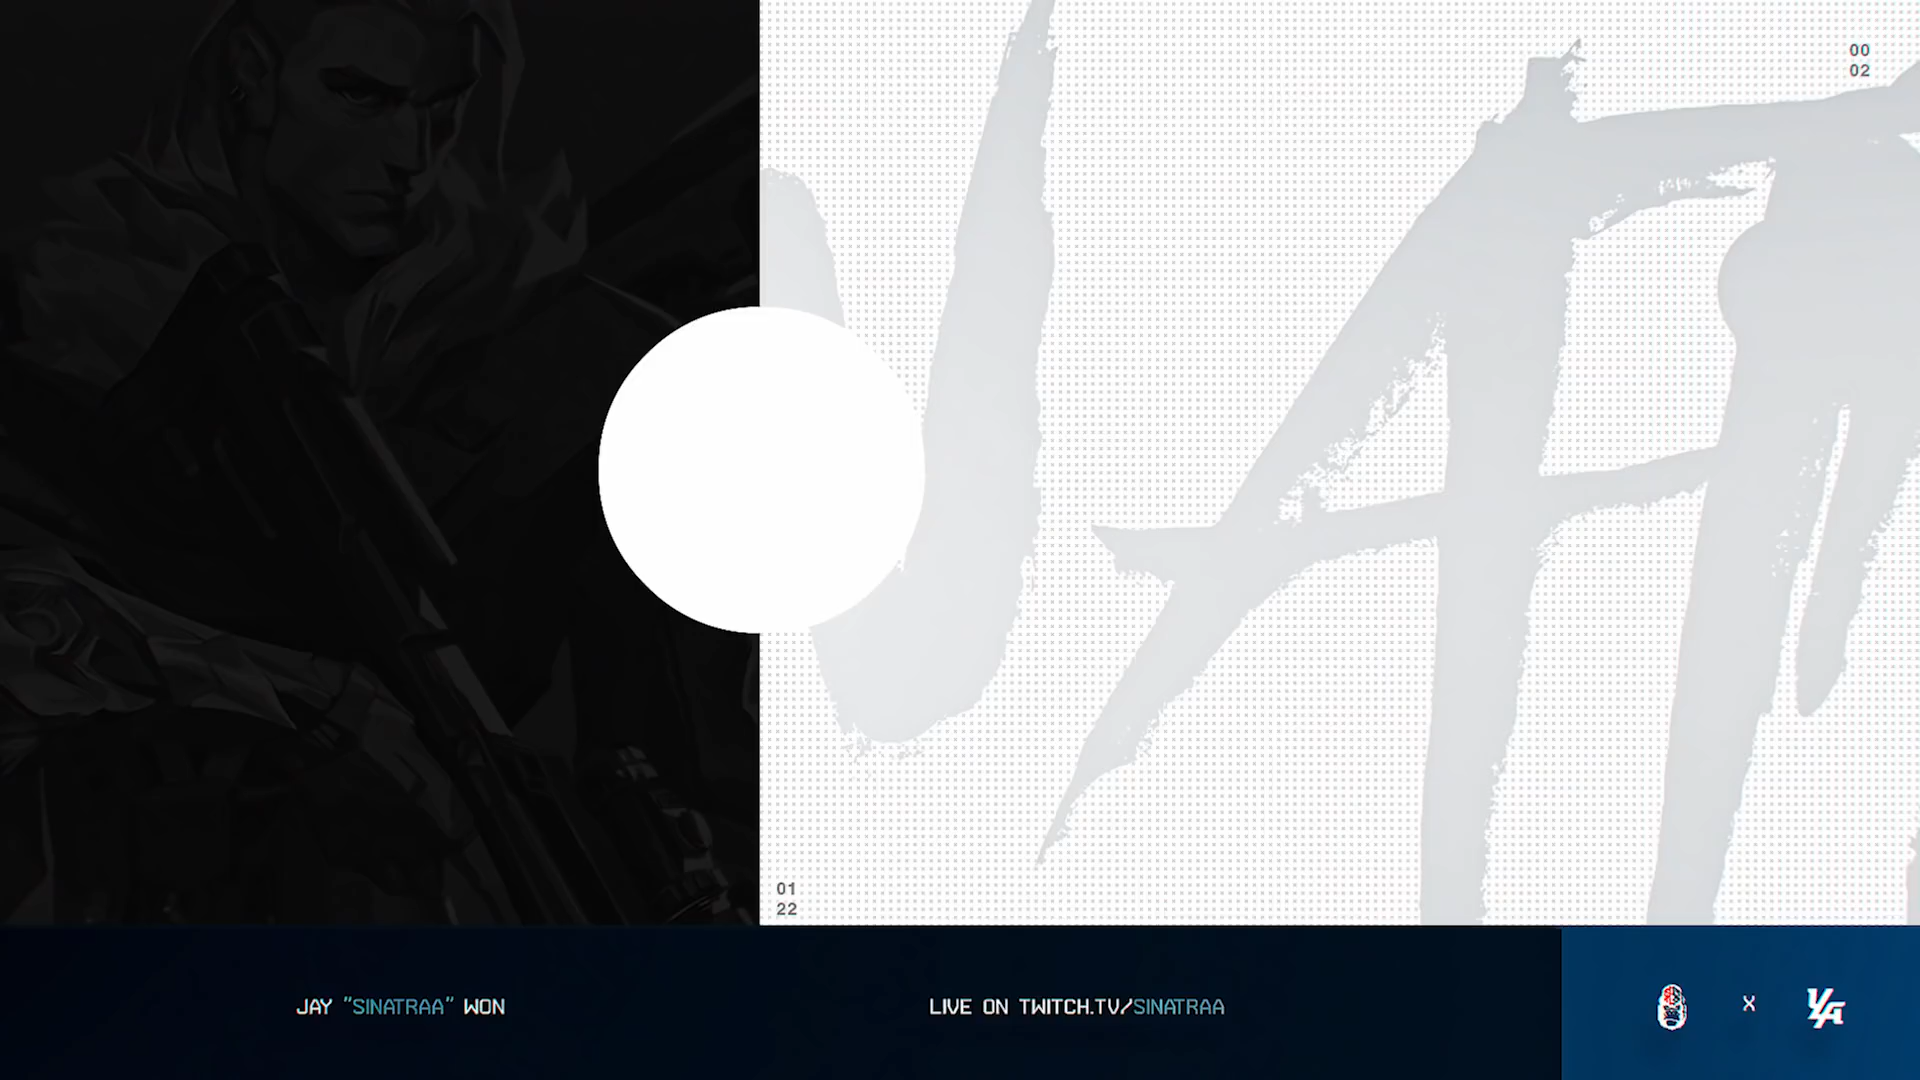 00
02
01
22
JAY "SINATRAA" WON
LIVE ON TWITCH.TV/SINATRAA
X